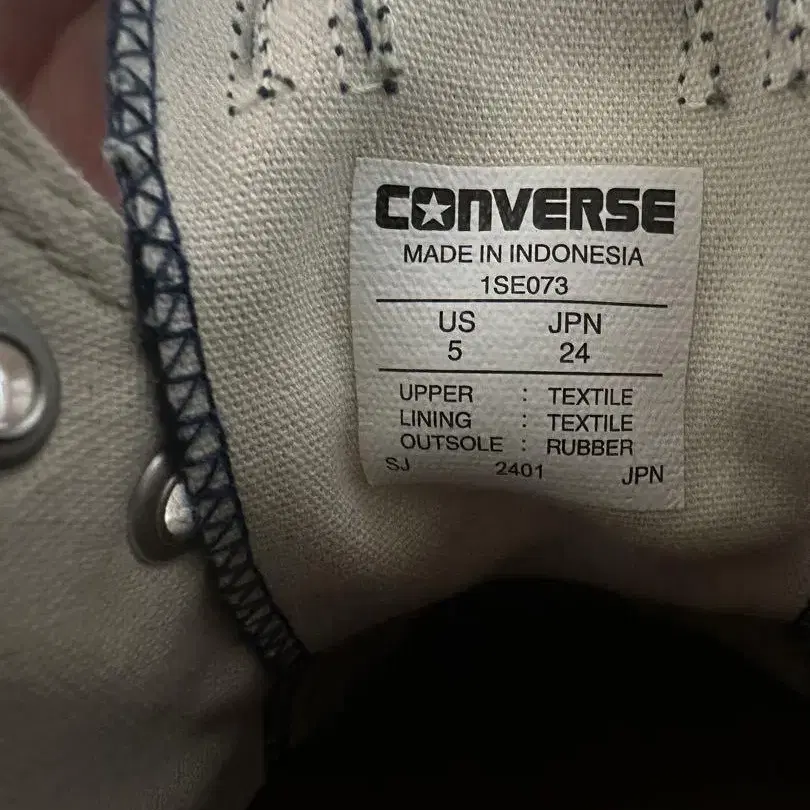 CONVERSE
MADE IN INDONESIA
1SE073
US JPN
5 24
UPPER : TEXTILE
LINING : TEXTILE
OUTSOLE : RUBBER
SJ 2401 JPN